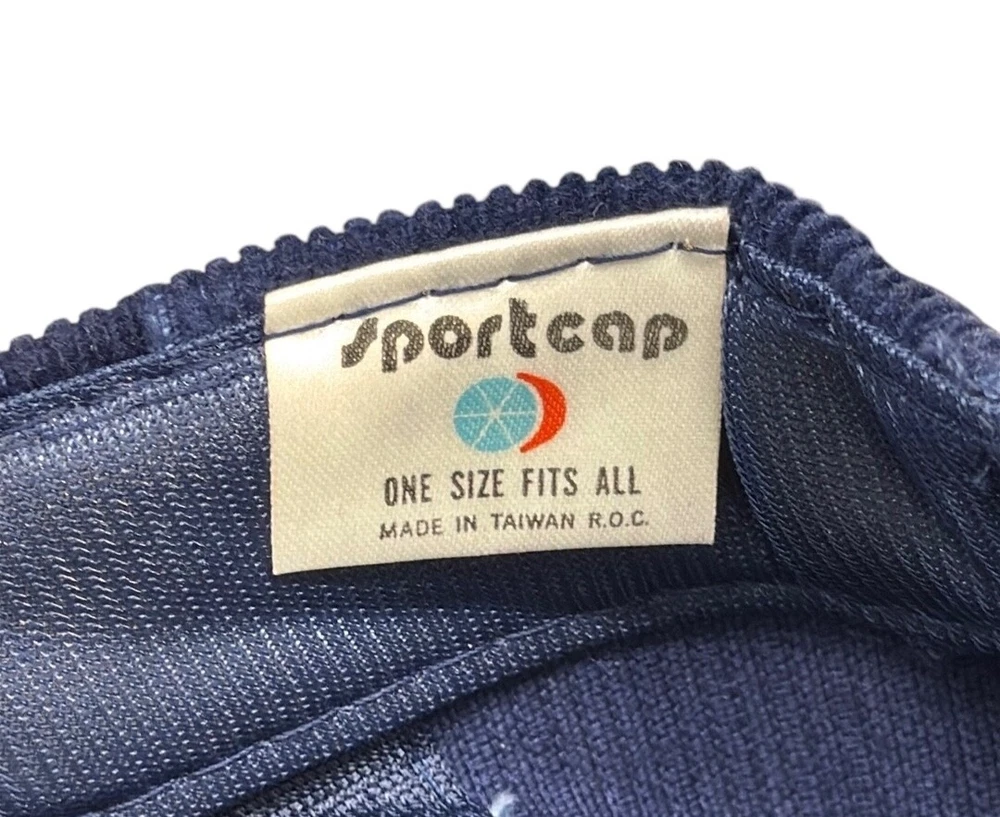 sportcap
ONE SIZE FITS ALL
MADE IN TAIWAN R.O.C.